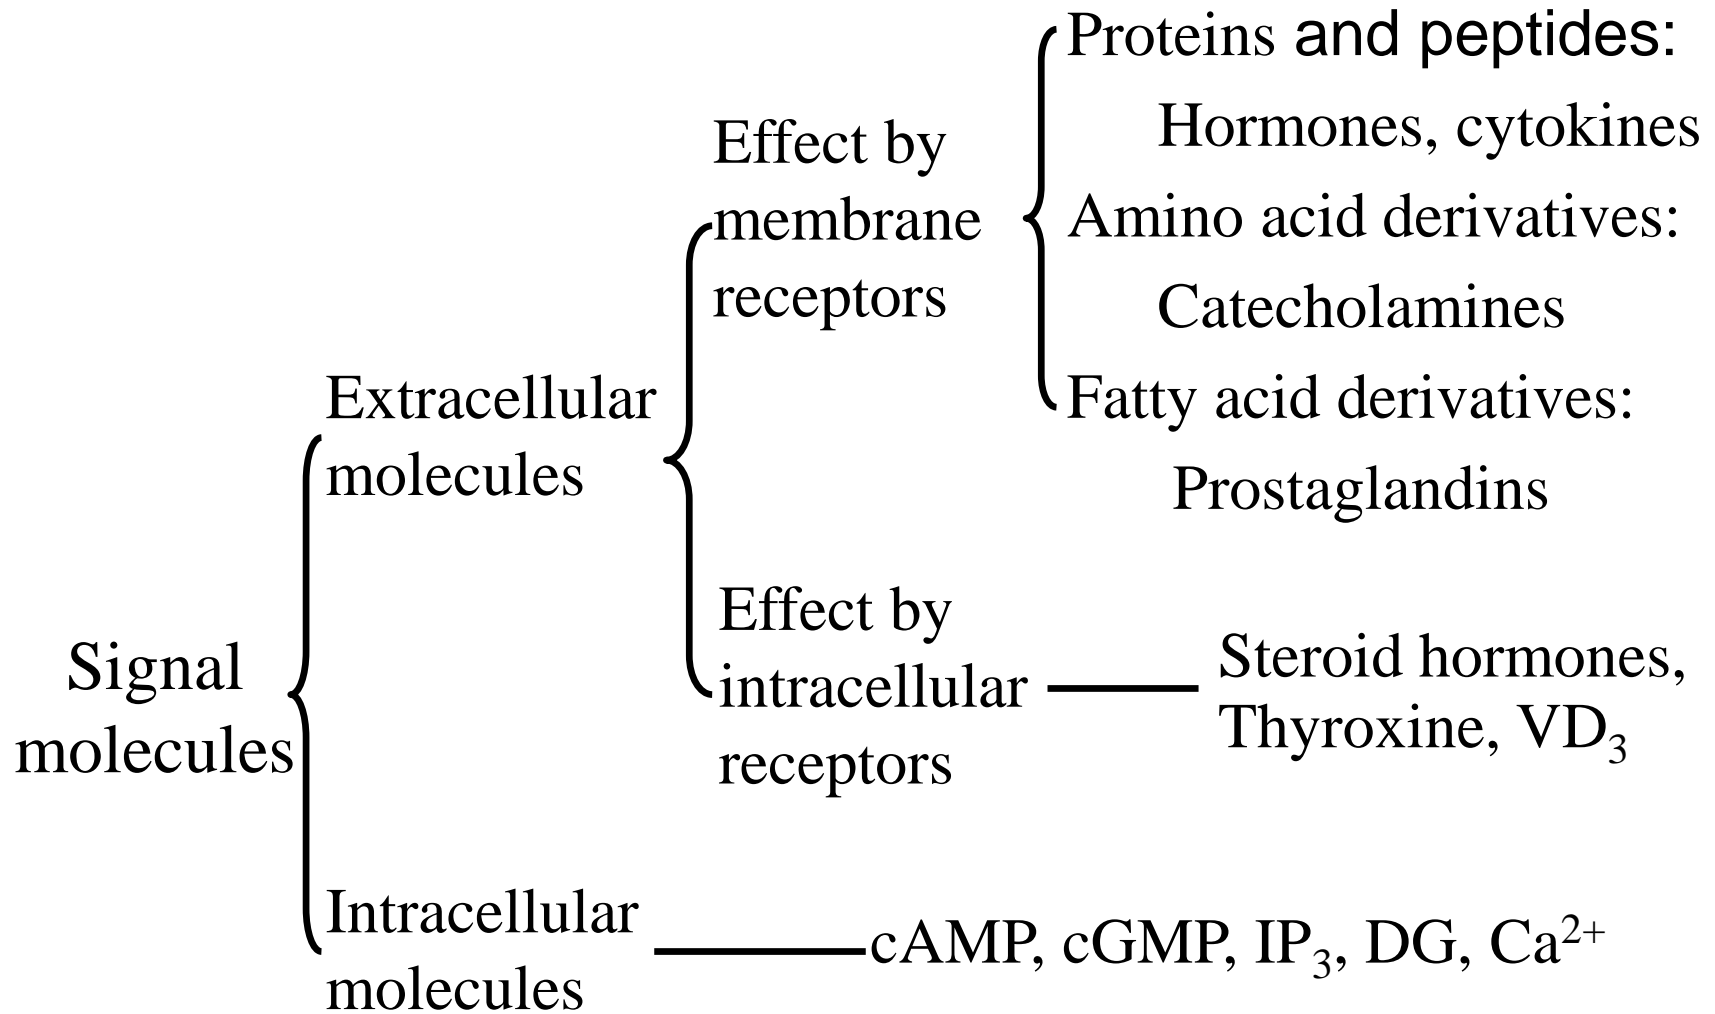 Proteins and peptides:
Hormones, cytokines
Amino acid derivatives:
Catecholamines
Fatty acid derivatives:
Prostaglandins
Effect by
membrane
receptors
Extracellular
molecules
Effect by
intracellular
receptors
Steroid hormones,
Thyroxine, VD₃
Signal
molecules
Intracellular
molecules
cAMP, cGMP, IP₃, DG, Ca²⁺